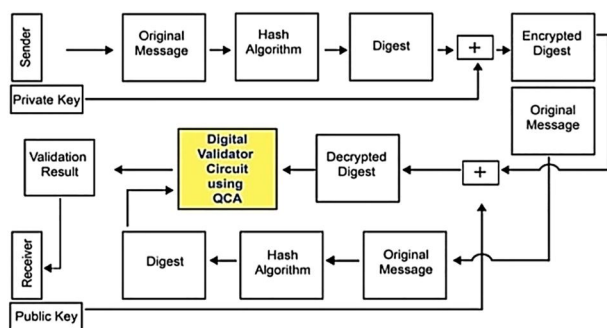 Sender
Original
Message
Hash
Algorithm
Digest
+
Encrypted
Digest
Private Key
Original
Message
Validation
Result
Digital
Validator
Circuit
using
QCA
Decrypted
Digest
+
Receiver
Digest
Hash
Algorithm
Original
Message
Public Key